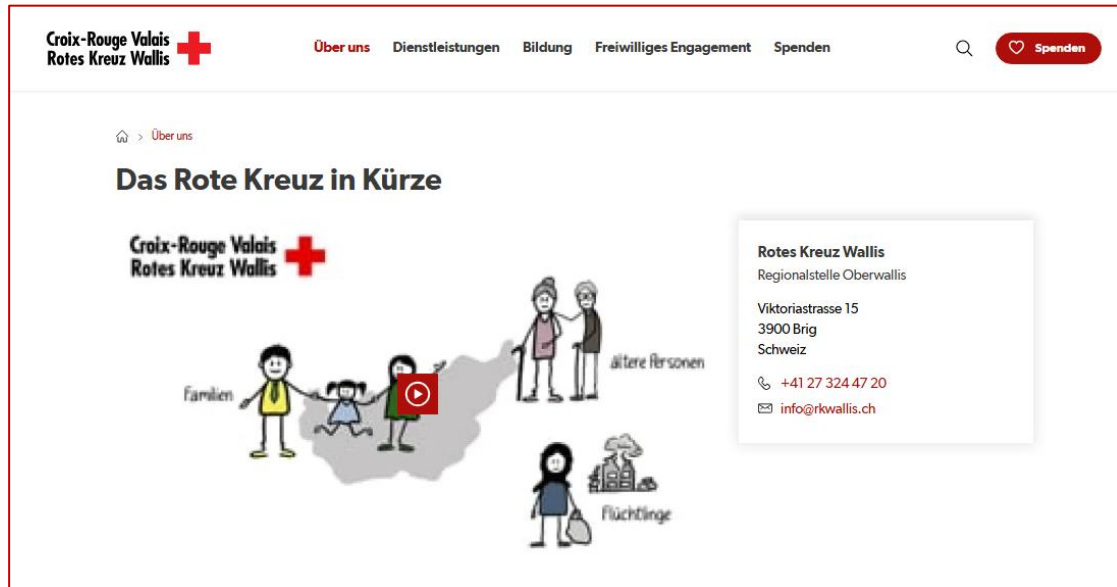 Croix-Rouge Valais
Rotes Kreuz Wallis
Über uns Dienstleistungen Bildung Freiwilliges Engagement Spenden
Spenden
> Über uns
Das Rote Kreuz in Kürze
Croix-Rouge Valais
Rotes Kreuz Wallis
Familien
ältere Personen
Flüchtlinge
Rotes Kreuz Wallis
Regionalstelle Oberwallis
Viktoriastrasse 15
3900 Brig
Schweiz
+41 27 324 47 20
info@rkwallis.ch